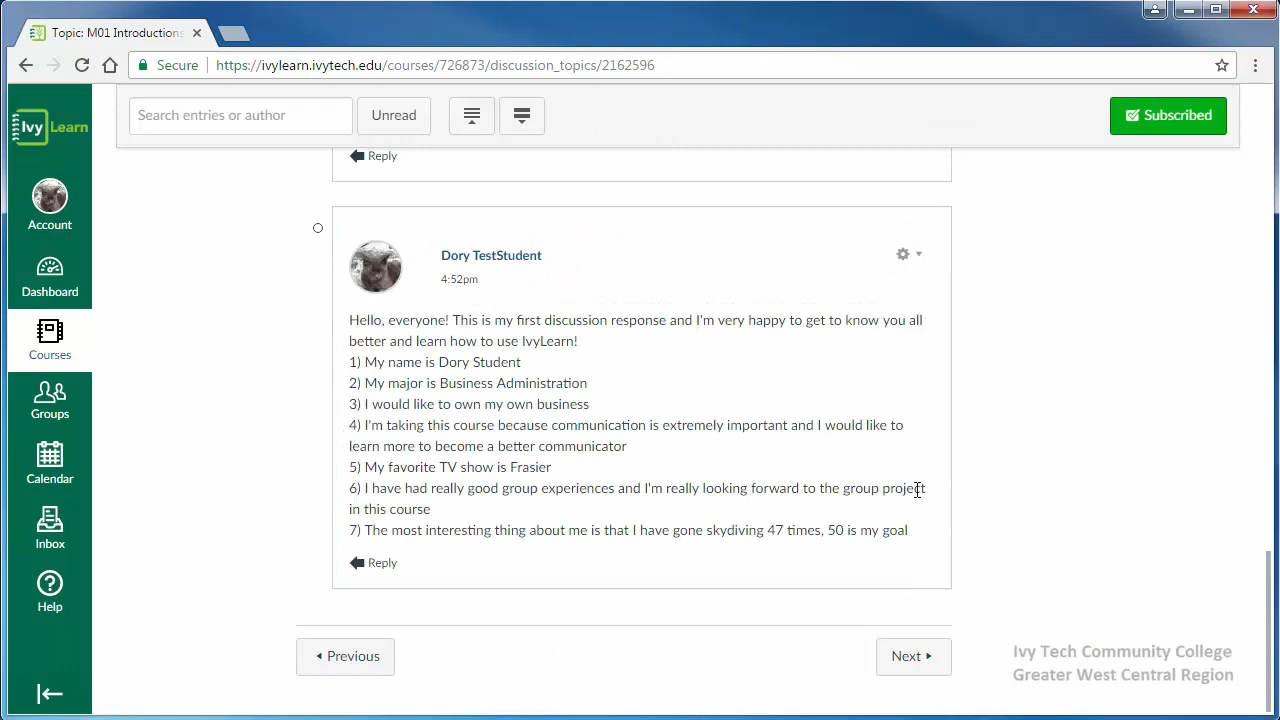 Topic: M01 Introductions
Secure
https://ivylearn.ivytech.edu/courses/726873/discussion_topics/2162596
Search entries or author
Unread
Subscribed
Ivy Learn
Account
Dashboard
Courses
Groups
Calendar
Inbox
Help
Reply
Dory TestStudent
4:52pm
Hello, everyone! This is my first discussion response and I'm very happy to get to know you all
better and learn how to use IvyLearn!
1) My name is Dory Student
2) My major is Business Administration
3) I would like to own my own business
4) I'm taking this course because communication is extremely important and I would like to
learn more to become a better communicator
5) My favorite TV show is Frasier
6) I have had really good group experiences and I'm really looking forward to the group project
in this course
7) The most interesting thing about me is that I have gone skydiving 47 times, 50 is my goal
Reply
Previous
Next
Ivy Tech Community College
Greater West Central Region